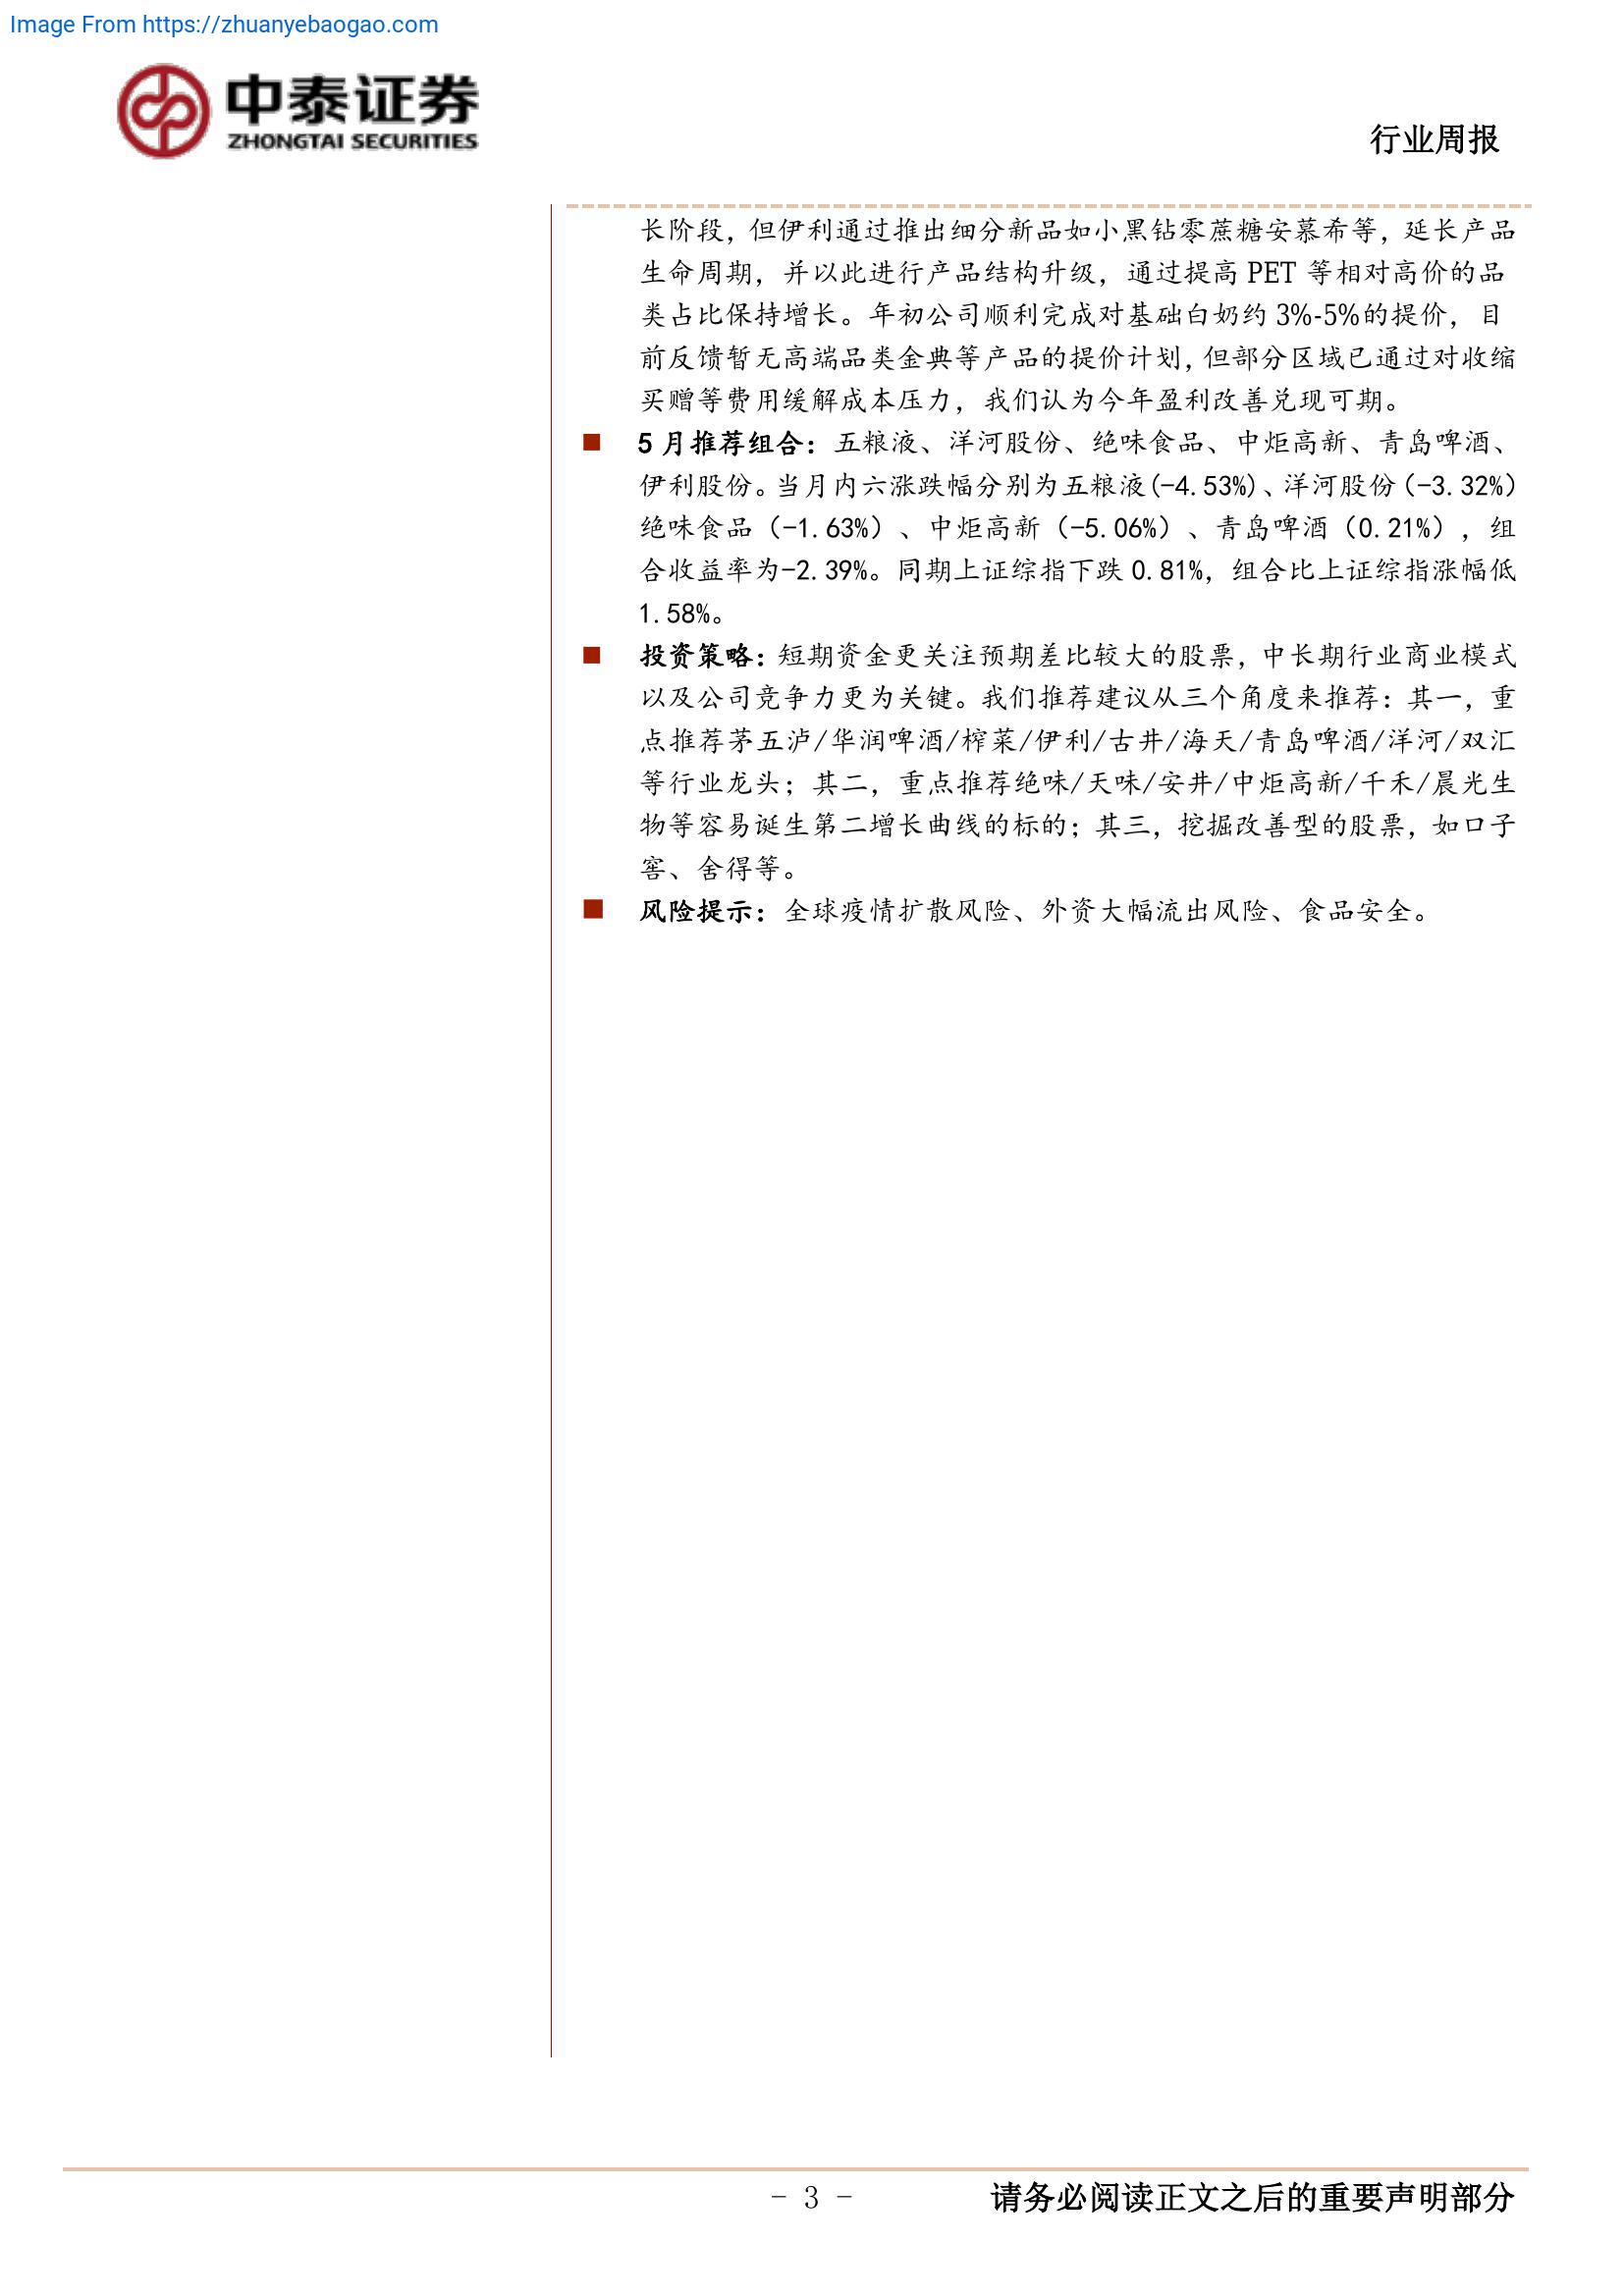 Image From https://zhuanyebaogao.com
中泰证券
ZHONGTAI SECURITIES
行业周报
长阶段，但伊利通过推出细分新品如小黑钻零蔗糖安慕希等，延长产品
生命周期，并以此进行产品结构升级，通过提高 PET 等相对高价的品
类占比保持增长。年初公司顺利完成对基础白奶约 3%-5%的提价，目
前反馈暂无高端品类金典等产品的提价计划，但部分区域已通过对收缩
买赠等费用缓解成本压力，我们认为今年盈利改善兑现可期。
■ 5 月推荐组合：五粮液、洋河股份、绝味食品、中炬高新、青岛啤酒、
伊利股份。当月内六涨跌幅分别为五粮液(-4.53%)、洋河股份（-3.32%）
绝味食品（-1.63%）、中炬高新（-5.06%）、青岛啤酒（0.21%），组
合收益率为-2.39%。同期上证综指下跌 0.81%，组合比上证综指涨幅低
1.58%。
■ 投资策略：短期资金更关注预期差比较大的股票，中长期行业商业模式
以及公司竞争力更为关键。我们推荐建议从三个角度来推荐：其一，重
点推荐茅五泸/华润啤酒/榨菜/伊利/古井/海天/青岛啤酒/洋河/双汇
等行业龙头；其二，重点推荐绝味/天味/安井/中炬高新/千禾/晨光生
物等容易诞生第二增长曲线的标的；其三，挖掘改善型的股票，如口子
窖、舍得等。
■ 风险提示：全球疫情扩散风险、外资大幅流出风险、食品安全。
- 3 -
请务必阅读正文之后的重要声明部分